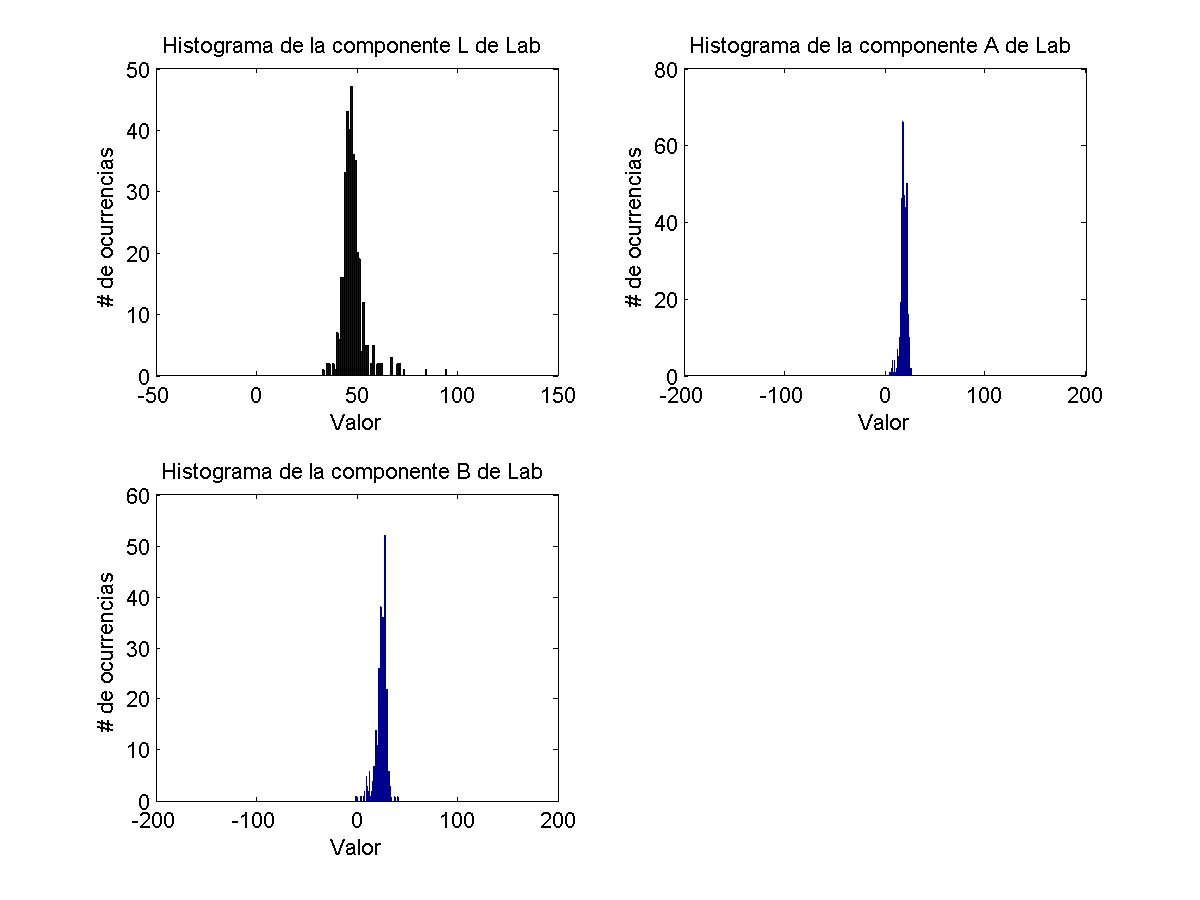 Histograma de la componente L de Lab
50
40
30
20
10
0
-50 0 50 100 150
Valor
# de ocurrencias
Histograma de la componente A de Lab
80
60
40
20
0
-200 -100 0 100 200
Valor
# de ocurrencias
Histograma de la componente B de Lab
60
50
40
30
20
10
0
-200 -100 0 100 200
Valor
# de ocurrencias